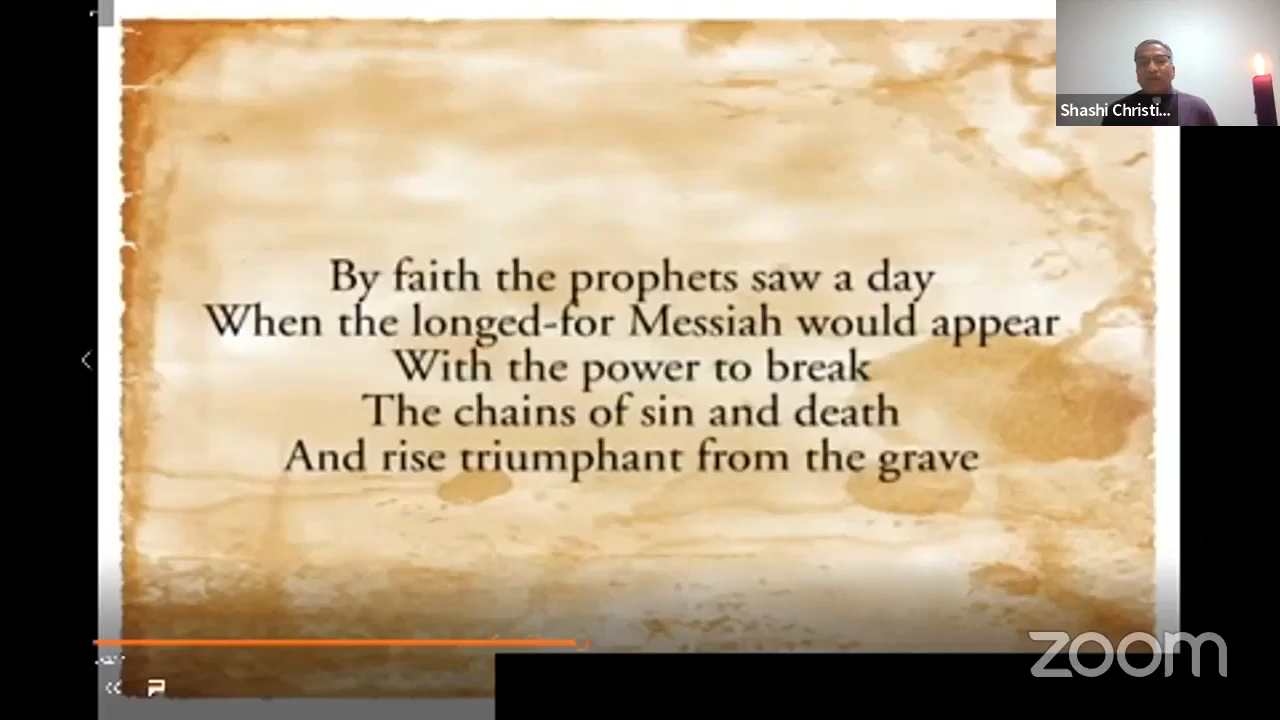 Shashi Christi...
By faith the prophets saw a day
When the longed-for Messiah would appear
With the power to break
The chains of sin and death
And rise triumphant from the grave
zoom